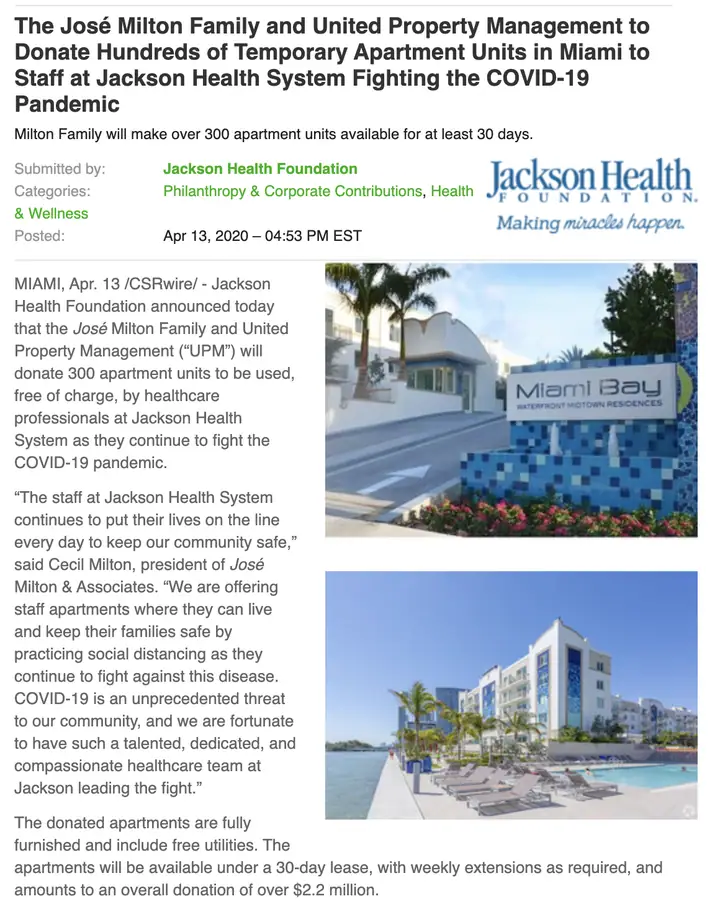 The José Milton Family and United Property Management to
Donate Hundreds of Temporary Apartment Units in Miami to
Staff at Jackson Health System Fighting the COVID-19
Pandemic
Milton Family will make over 300 apartment units available for at least 30 days.
Submitted by: Jackson Health Foundation
Categories: Philanthropy & Corporate Contributions, Health
& Wellness
Posted: Apr 13, 2020 – 04:53 PM EST
Jackson Health
FOUNDATION
Making miracles happen.
MIAMI, Apr. 13 /CSRwire/ - Jackson
Health Foundation announced today
that the José Milton Family and United
Property Management (“UPM”) will
donate 300 apartment units to be used,
free of charge, by healthcare
professionals at Jackson Health
System as they continue to fight the
COVID-19 pandemic.
“The staff at Jackson Health System
continues to put their lives on the line
every day to keep our community safe,”
said Cecil Milton, president of José
Milton & Associates. “We are offering
staff apartments where they can live
and keep their families safe by
practicing social distancing as they
continue to fight against this disease.
COVID-19 is an unprecedented threat
to our community, and we are fortunate
to have such a talented, dedicated, and
compassionate healthcare team at
Jackson leading the fight.”
The donated apartments are fully
furnished and include free utilities. The
apartments will be available under a 30-day lease, with weekly extensions as required, and
amounts to an overall donation of over $2.2 million.
Miami Bay
WATERFRONT MIDTOWN RESIDENCES